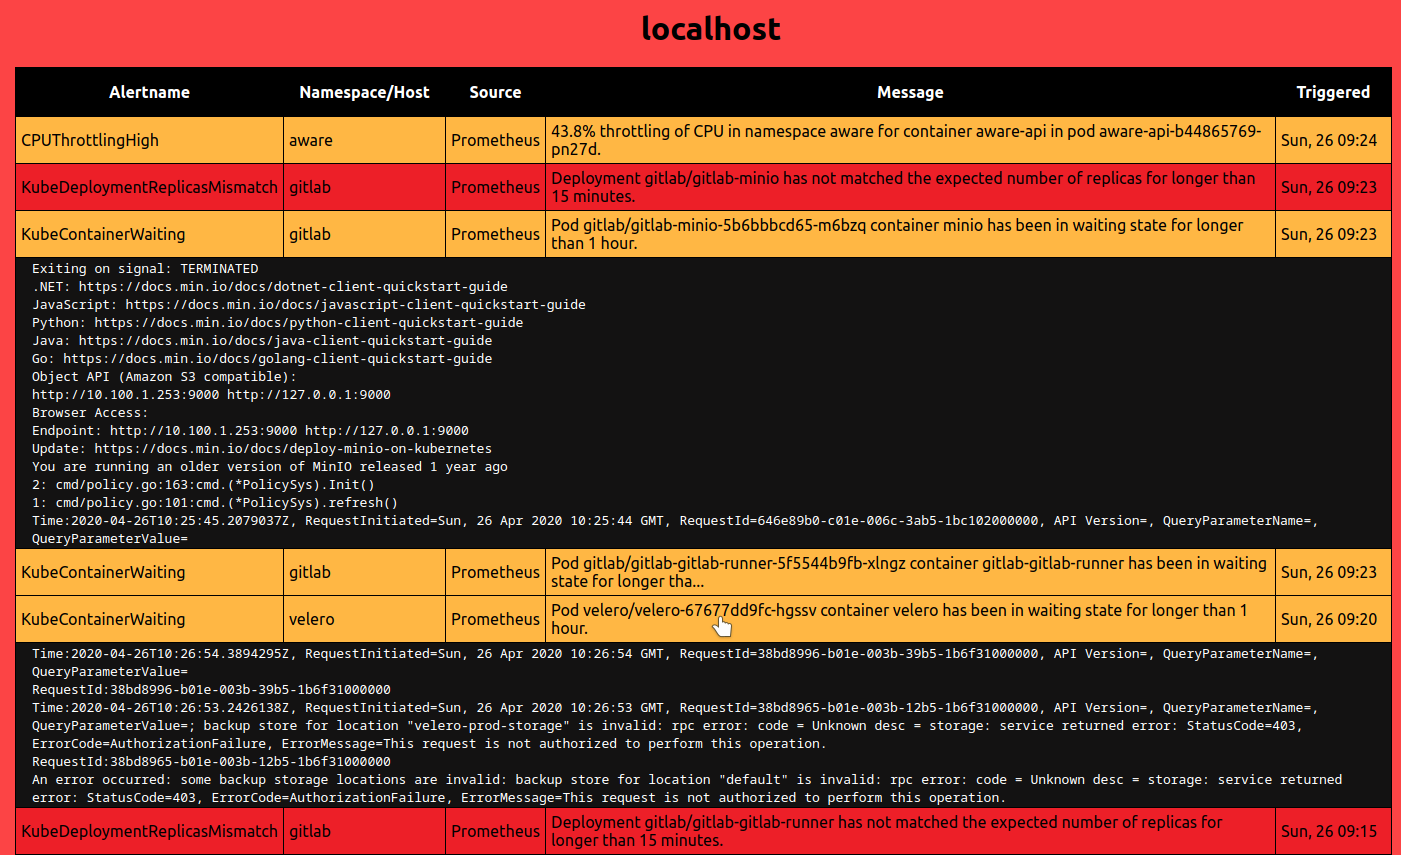 localhost
Alertname Namespace/Host Source Message Triggered
CPUThrottlingHigh aware Prometheus 43.8% throttling of CPU in namespace aware for container aware-api in pod aware-api-b44865769-
pn27d. Sun, 26 09:24
KubeDeploymentReplicasMismatch gitlab Prometheus Deployment gitlab/gitlab-minio has not matched the expected number of replicas for longer than
15 minutes. Sun, 26 09:23
KubeContainerWaiting gitlab Prometheus Pod gitlab/gitlab-minio-5b6bbbcd65-m6bzq container minio has been in waiting state for longer
than 1 hour. Sun, 26 09:23
Exiting on signal: TERMINATED
.NET: https://docs.min.io/docs/dotnet-client-quickstart-guide
JavaScript: https://docs.min.io/docs/javascript-client-quickstart-guide
Python: https://docs.min.io/docs/python-client-quickstart-guide
Java: https://docs.min.io/docs/java-client-quickstart-guide
Go: https://docs.min.io/docs/golang-client-quickstart-guide
Object API (Amazon S3 compatible):
http://10.100.1.253:9000 http://127.0.0.1:9000
Browser Access:
Endpoint: http://10.100.1.253:9000 http://127.0.0.1:9000
Update: https://docs.min.io/docs/deploy-minio-on-kubernetes
You are running an older version of MinIO released 1 year ago
2: cmd/policy.go:163:cmd.(*PolicySys).Init()
1: cmd/policy.go:101:cmd.(*PolicySys).refresh()
Time:2020-04-26T10:25:45.2079037Z, RequestInitiated=Sun, 26 Apr 2020 10:25:44 GMT, RequestId=646e89b0-c01e-006c-3ab5-1bc102000000, API Version=, QueryParameterName=,
QueryParameterValue=
KubeContainerWaiting gitlab Prometheus Pod gitlab/gitlab-gitlab-runner-5f5544b9fb-xlngz container gitlab-gitlab-runner has been in waiting
state for longer tha... Sun, 26 09:23
KubeContainerWaiting velero Prometheus Pod velero/velero-67677dd9fc-hgssv container velero has been in waiting state for longer than 1
hour. Sun, 26 09:20
Time:2020-04-26T10:26:54.3894295Z, RequestInitiated=Sun, 26 Apr 2020 10:26:54 GMT, RequestId=38bd8996-b01e-003b-39b5-1b6f31000000, API Version=, QueryParameterName=,
QueryParameterValue=
RequestId:38bd8996-b01e-003b-39b5-1b6f31000000
Time:2020-04-26T10:26:53.2426138Z, RequestInitiated=Sun, 26 Apr 2020 10:26:53 GMT, RequestId=38bd8965-b01e-003b-12b5-1b6f31000000, API Version=, QueryParameterName=,
QueryParameterValue=; backup store for location "velero-prod-storage" is invalid: rpc error: code = Unknown desc = storage: service returned error: StatusCode=403,
ErrorCode=AuthorizationFailure, ErrorMessage=This request is not authorized to perform this operation.
RequestId:38bd8965-b01e-003b-12b5-1b6f31000000
An error occurred: some backup storage locations are invalid: backup store for location "default" is invalid: rpc error: code = Unknown desc = storage: service returned
error: StatusCode=403, ErrorCode=AuthorizationFailure, ErrorMessage=This request is not authorized to perform this operation.
KubeDeploymentReplicasMismatch gitlab Prometheus Deployment gitlab/gitlab-gitlab-runner has not matched the expected number of replicas for
longer than 15 minutes. Sun, 26 09:15